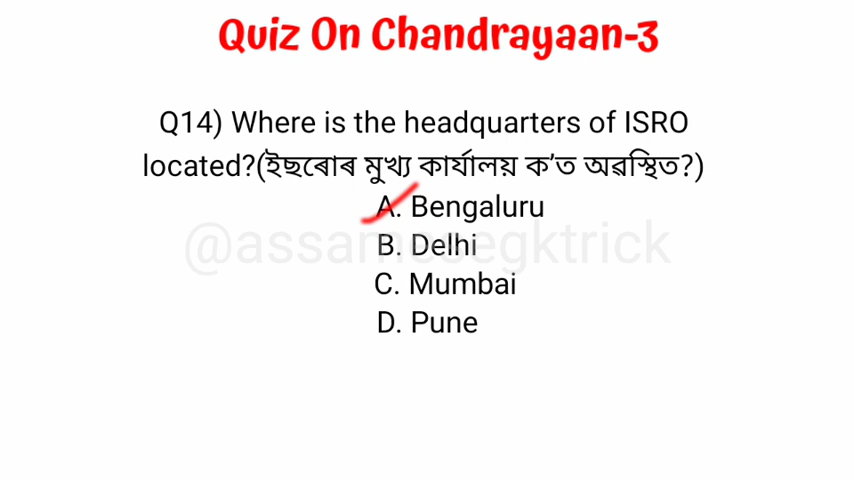 Quiz On Chandrayaan-3
Q14) Where is the headquarters of ISRO
located?(ইছৰোৰ মুখ্য কাৰ্যালয় ক’ত অৱস্থিত?)
A. Bengaluru
@assamesegktrick
B. Delhi
C. Mumbai
D. Pune